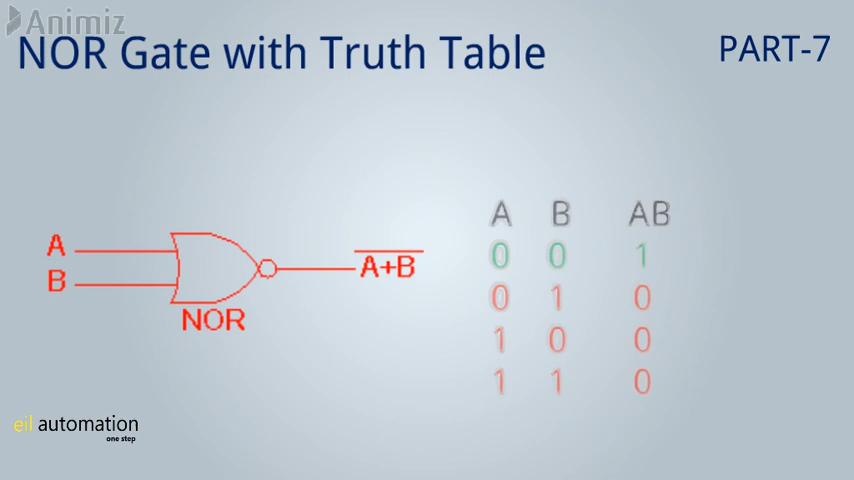 Animiz
NOR Gate with Truth Table
PART-7
A
B
NOR
A+B
A B AB
0 0 1
0 1 0
1 0 0
1 1 0
eil automation
one step